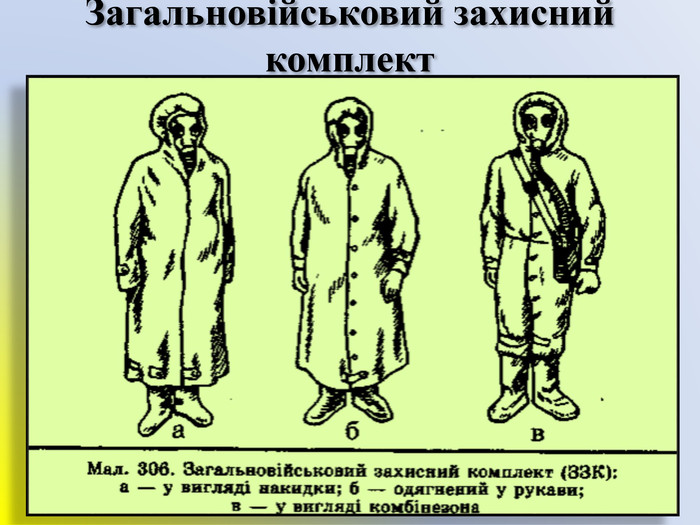 Загальновійськовий захисний
комплект
а
б
в
Мал. 306. Загальновійськовий захисний комплект (ЗЗК):
а — у вигляді накидки; б — одягнений у рукави;
в — у вигляді комбінезона